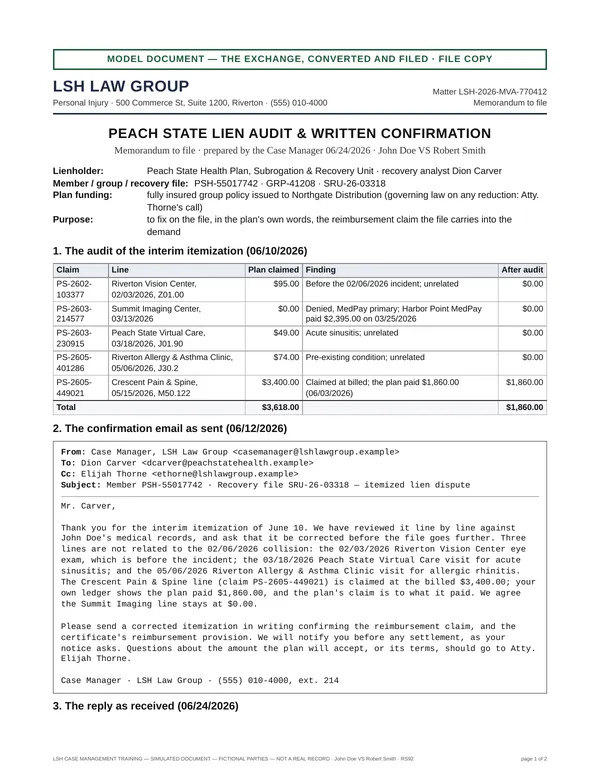 MODEL DOCUMENT — THE EXCHANGE, CONVERTED AND FILED · FILE COPY
LSH LAW GROUP
Matter LSH-2026-MVA-770412
Personal Injury · 500 Commerce St, Suite 1200, Riverton · (555) 010-4000
Memorandum to file
PEACH STATE LIEN AUDIT & WRITTEN CONFIRMATION
Memorandum to file · prepared by the Case Manager 06/24/2026 · John Doe VS Robert Smith
Lienholder: Peach State Health Plan, Subrogation & Recovery Unit · recovery analyst Dion Carver
Member / group / recovery file: PSH-55017742 · GRP-41208 · SRU-26-03318
Plan funding: fully insured group policy issued to Northgate Distribution (governing law on any reduction: Atty.
Thorne's call)
Purpose: to fix on the file, in the plan's own words, the reimbursement claim the file carries into the
demand
1. The audit of the interim itemization (06/10/2026)
Claim Line Plan claimed Finding After audit
PS-2602- Riverton Vision Center, $95.00 Before the 02/06/2026 incident; unrelated $0.00
103377 02/03/2026, Z01.00
PS-2603- Summit Imaging Center, $0.00 Denied, MedPay primary; Harbor Point MedPay $0.00
214577 03/13/2026 paid $2,395.00 on 03/25/2026
PS-2603- Peach State Virtual Care, $49.00 Acute sinusitis; unrelated $0.00
230915 03/18/2026, J01.90
PS-2605- Riverton Allergy & Asthma Clinic, $74.00 Pre-existing condition; unrelated $0.00
401286 05/06/2026, J30.2
PS-2605- Crescent Pain & Spine, $3,400.00 Claimed at billed; the plan paid $1,860.00 $1,860.00
449021 05/15/2026, M50.122 (06/03/2026)
Total $3,618.00 $1,860.00
2. The confirmation email as sent (06/12/2026)
From: Case Manager, LSH Law Group <casemanager@lshlawgroup.example>
To: Dion Carver <dcarver@peachstatehealth.example>
Cc: Elijah Thorne <ethorne@lshlawgroup.example>
Subject: Member PSH-55017742 · Recovery file SRU-26-03318 — itemized lien dispute
Mr. Carver,
Thank you for the interim itemization of June 10. We have reviewed it line by line against
John Doe's medical records, and ask that it be corrected before the file goes further. Three
lines are not related to the 02/06/2026 collision: the 02/03/2026 Riverton Vision Center eye
exam, which is before the incident; the 03/18/2026 Peach State Virtual Care visit for acute
sinusitis; and the 05/06/2026 Riverton Allergy & Asthma Clinic visit for allergic rhinitis.
The Crescent Pain & Spine line (claim PS-2605-449021) is claimed at the billed $3,400.00; your
own ledger shows the plan paid $1,860.00, and the plan's claim is to what it paid. We agree
the Summit Imaging line stays at $0.00.
Please send a corrected itemization in writing confirming the reimbursement claim, and the
certificate's reimbursement provision. We will notify you before any settlement, as your
notice asks. Questions about the amount the plan will accept, or its terms, should go to Atty.
Elijah Thorne.
Case Manager · LSH Law Group · (555) 010-4000, ext. 214
3. The reply as received (06/24/2026)
LSH CASE MANAGEMENT TRAINING — SIMULATED DOCUMENT — FICTIONAL PARTIES — NOT A REAL RECORD · John Doe VS Robert Smith · RS92
page 1 of 2